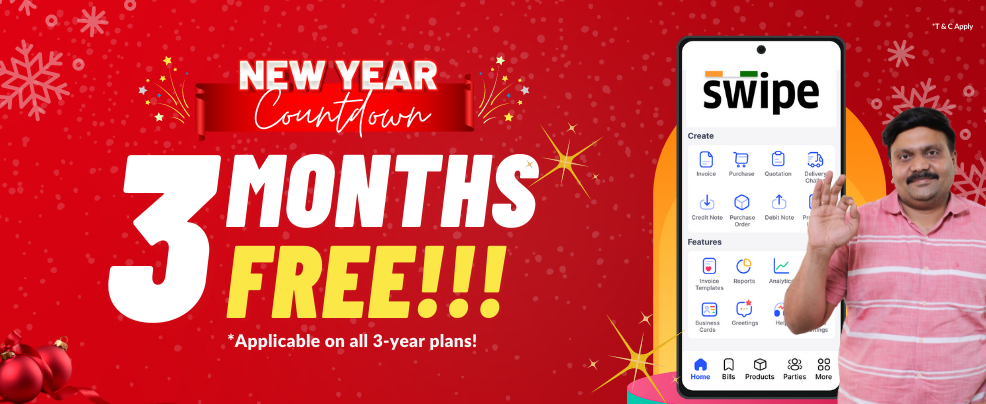 *T & C Apply
NEW YEAR
Countdown
3 MONTHS
FREE!!!
*Applicable on all 3-year plans!
swipe
Create
Invoice Purchase Quotation Delivery
Credit Note Purchase Debit Note
Order
Features
Invoice Reports
Templates
Business Greetings
Cards
Home Bills Products Parties More